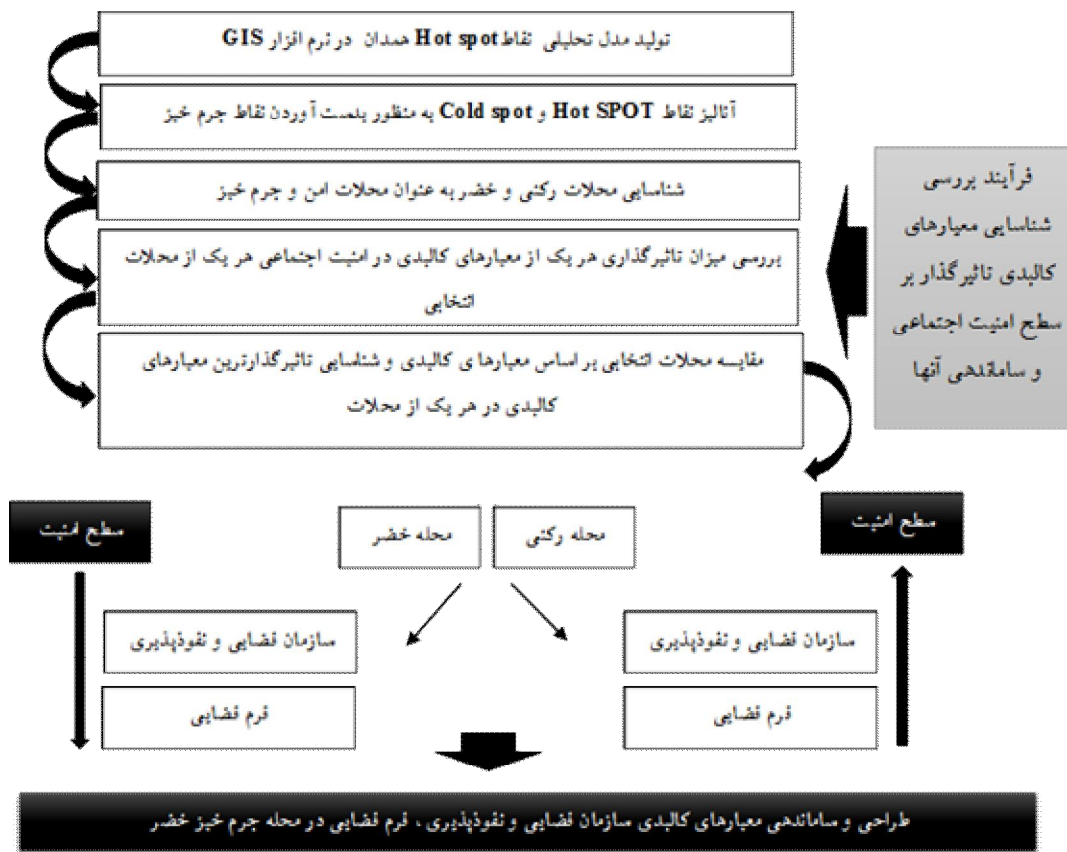 تولید مدل تحلیلی نقاط Hot spot همدان در نرم افزار GIS
آنالیز نقاط Hot SPOT و Cold spot به منظور بدست آوردن نقاط جرم خیز
شناسایی محلات رکنی و خضر به عنوان محلات امن و جرم خیز
بررسی میزان تاثیرگذاری هر یک از معیارهای کالبدی در امنیت اجتماعی هر یک از محلات
انتخابی
مقایسه محلات انتخابی بر اساس معیارها ی کالبدی و شناسایی تاثیرگذارترین معیارهای
کالبدی در هر یک از محلات
فرآیند بررسی
شناسایی معیارهای
کالبدی تاثیرگذار بر
سطح امنیت اجتماعی
و ساماندهی آنها
سطح امنیت
محله رکنی
محله خضر
سطح امنیت
سازمان فضایی و نفوذپذیری
فرم فضایی
سازمان فضایی و نفوذپذیری
فرم فضایی
طراحی و ساماندهی معیارهای کالبدی سازمان فضایی و نفوذپذیری ، فرم فضایی در محله جرم خیز خضر